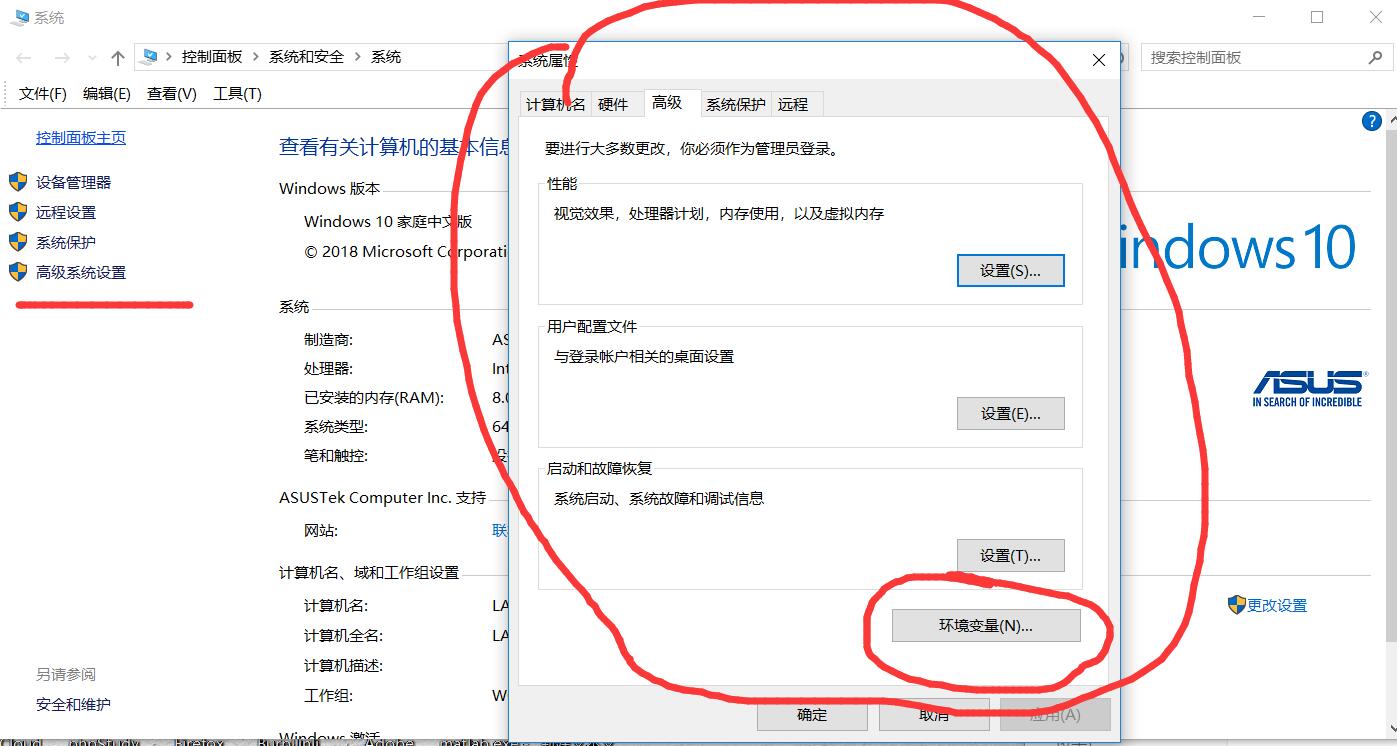 系统
控制面板 系统和安全 系统
搜索控制面板
文件(F) 编辑(E) 查看(V) 工具(T)
控制面板主页
设备管理器
远程设置
系统保护
高级系统设置
另请参阅
安全和维护
查看有关计算机的基本信息
Windows 版本
Windows 10 家庭中文版
© 2018 Microsoft Corporati
系统
制造商: AS
处理器: Int
已安装的内存(RAM): 8.0
系统类型: 64
笔和触控: 没
ASUSTek Computer Inc. 支持
网站: 联
计算机名、域和工作组设置
计算机名: LA
计算机全名: LA
计算机描述:
工作组: W
Windows 激活
系统属性
计算机名 硬件 高级 系统保护 远程
要进行大多数更改，你必须作为管理员登录。
性能
视觉效果，处理器计划，内存使用，以及虚拟内存
设置(S)...
用户配置文件
与登录帐户相关的桌面设置
设置(E)...
启动和故障恢复
系统启动、系统故障和调试信息
设置(T)...
环境变量(N)...
确定 取消 应用(A)
indows 10
ASUS
IN SEARCH OF INCREDIBLE
更改设置
Cloud phpStudy Firefox BurpUnli Adobe matlab.exe